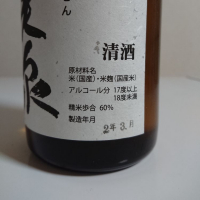 ん
泉
清酒
原材料名
米(国産)・米麹(国産米)
アルコール分 17度以上
18度未満
精米歩合 60%
製造年月
2年3月